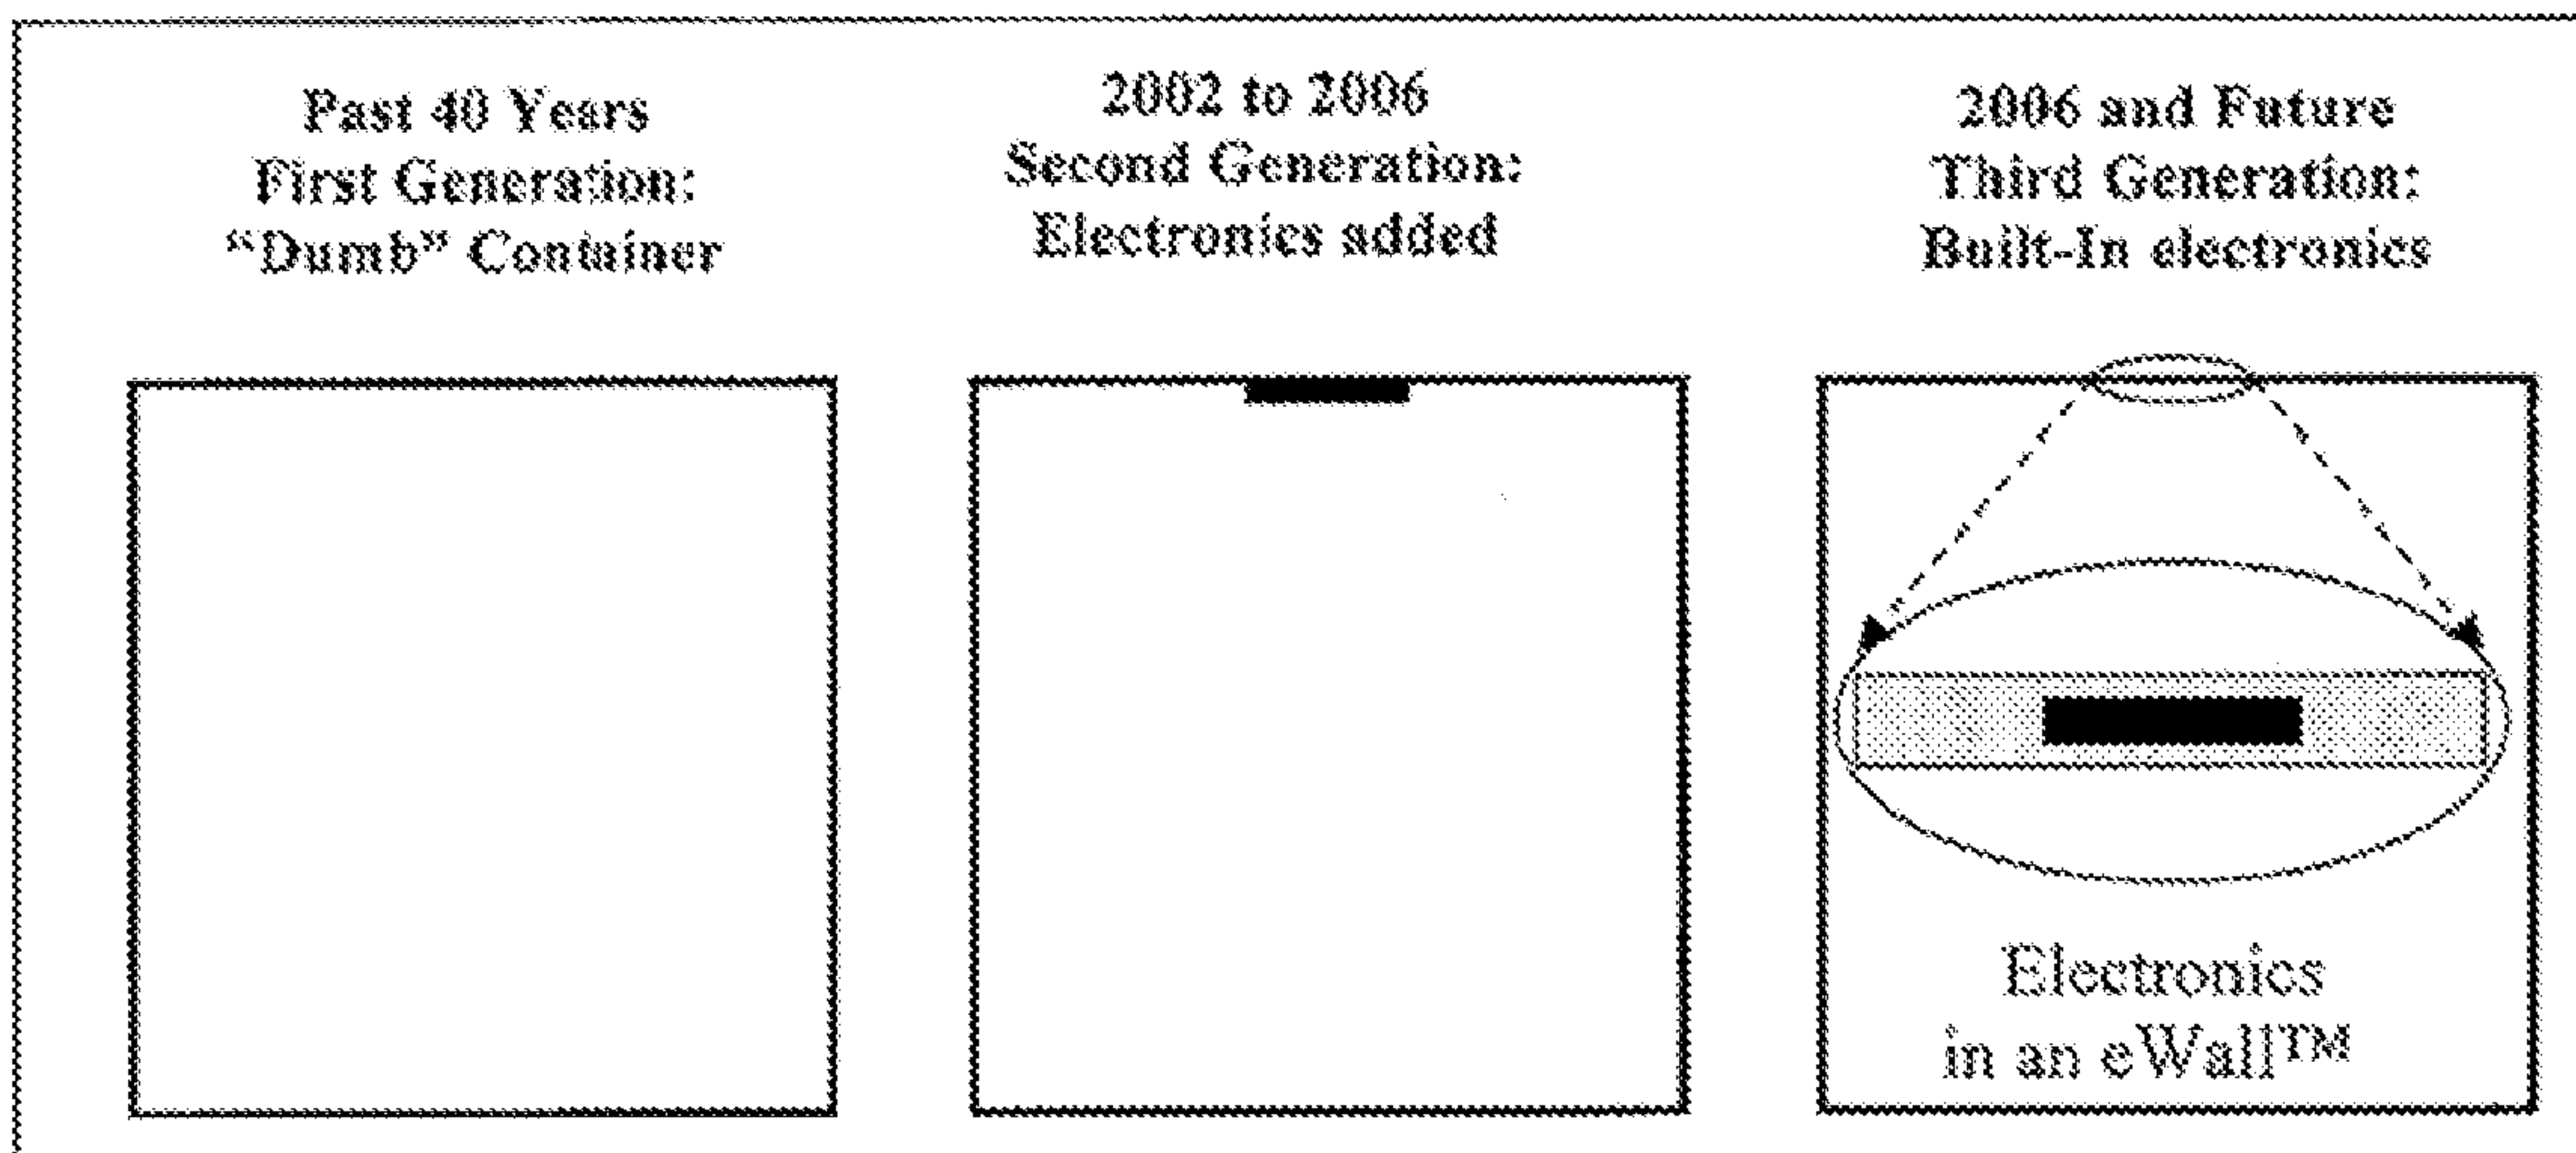 Past 40 Years
First Generation:
“Dumb” Container
2002 to 2006
Second Generation:
Electronics added
2006 and Future
Third Generation:
Built-In electronics
Electronics
in an eWall™